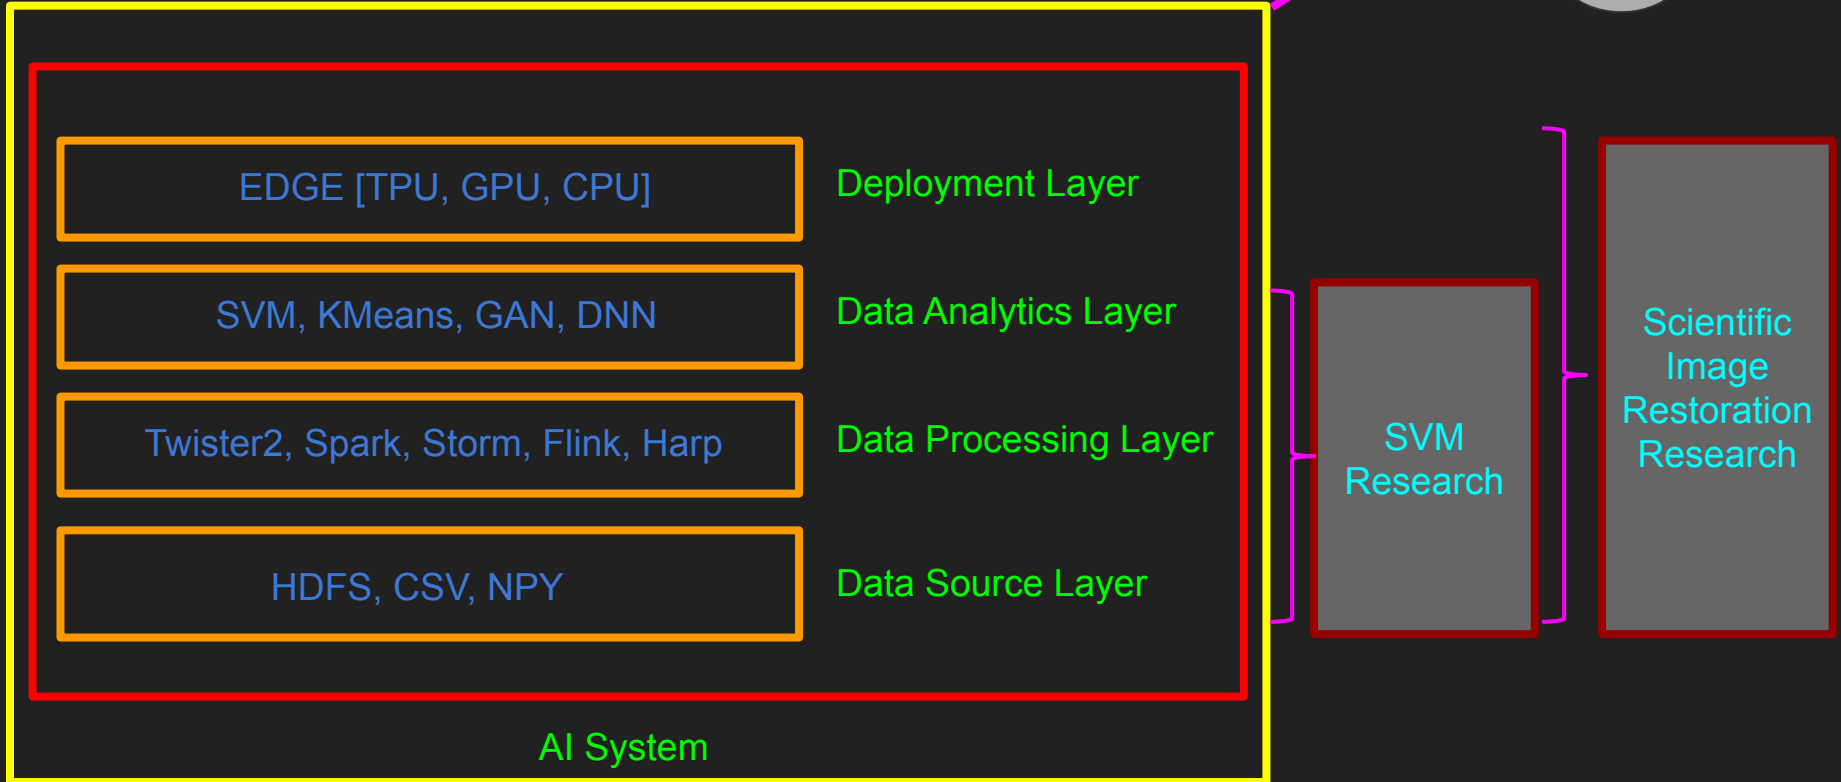 EDGE [TPU, GPU, CPU]
Deployment Layer
SVM, KMeans, GAN, DNN
Data Analytics Layer
Twister2, Spark, Storm, Flink, Harp
Data Processing Layer
HDFS, CSV, NPY
Data Source Layer
AI System
SVM
Research
Scientific
Image
Restoration
Research